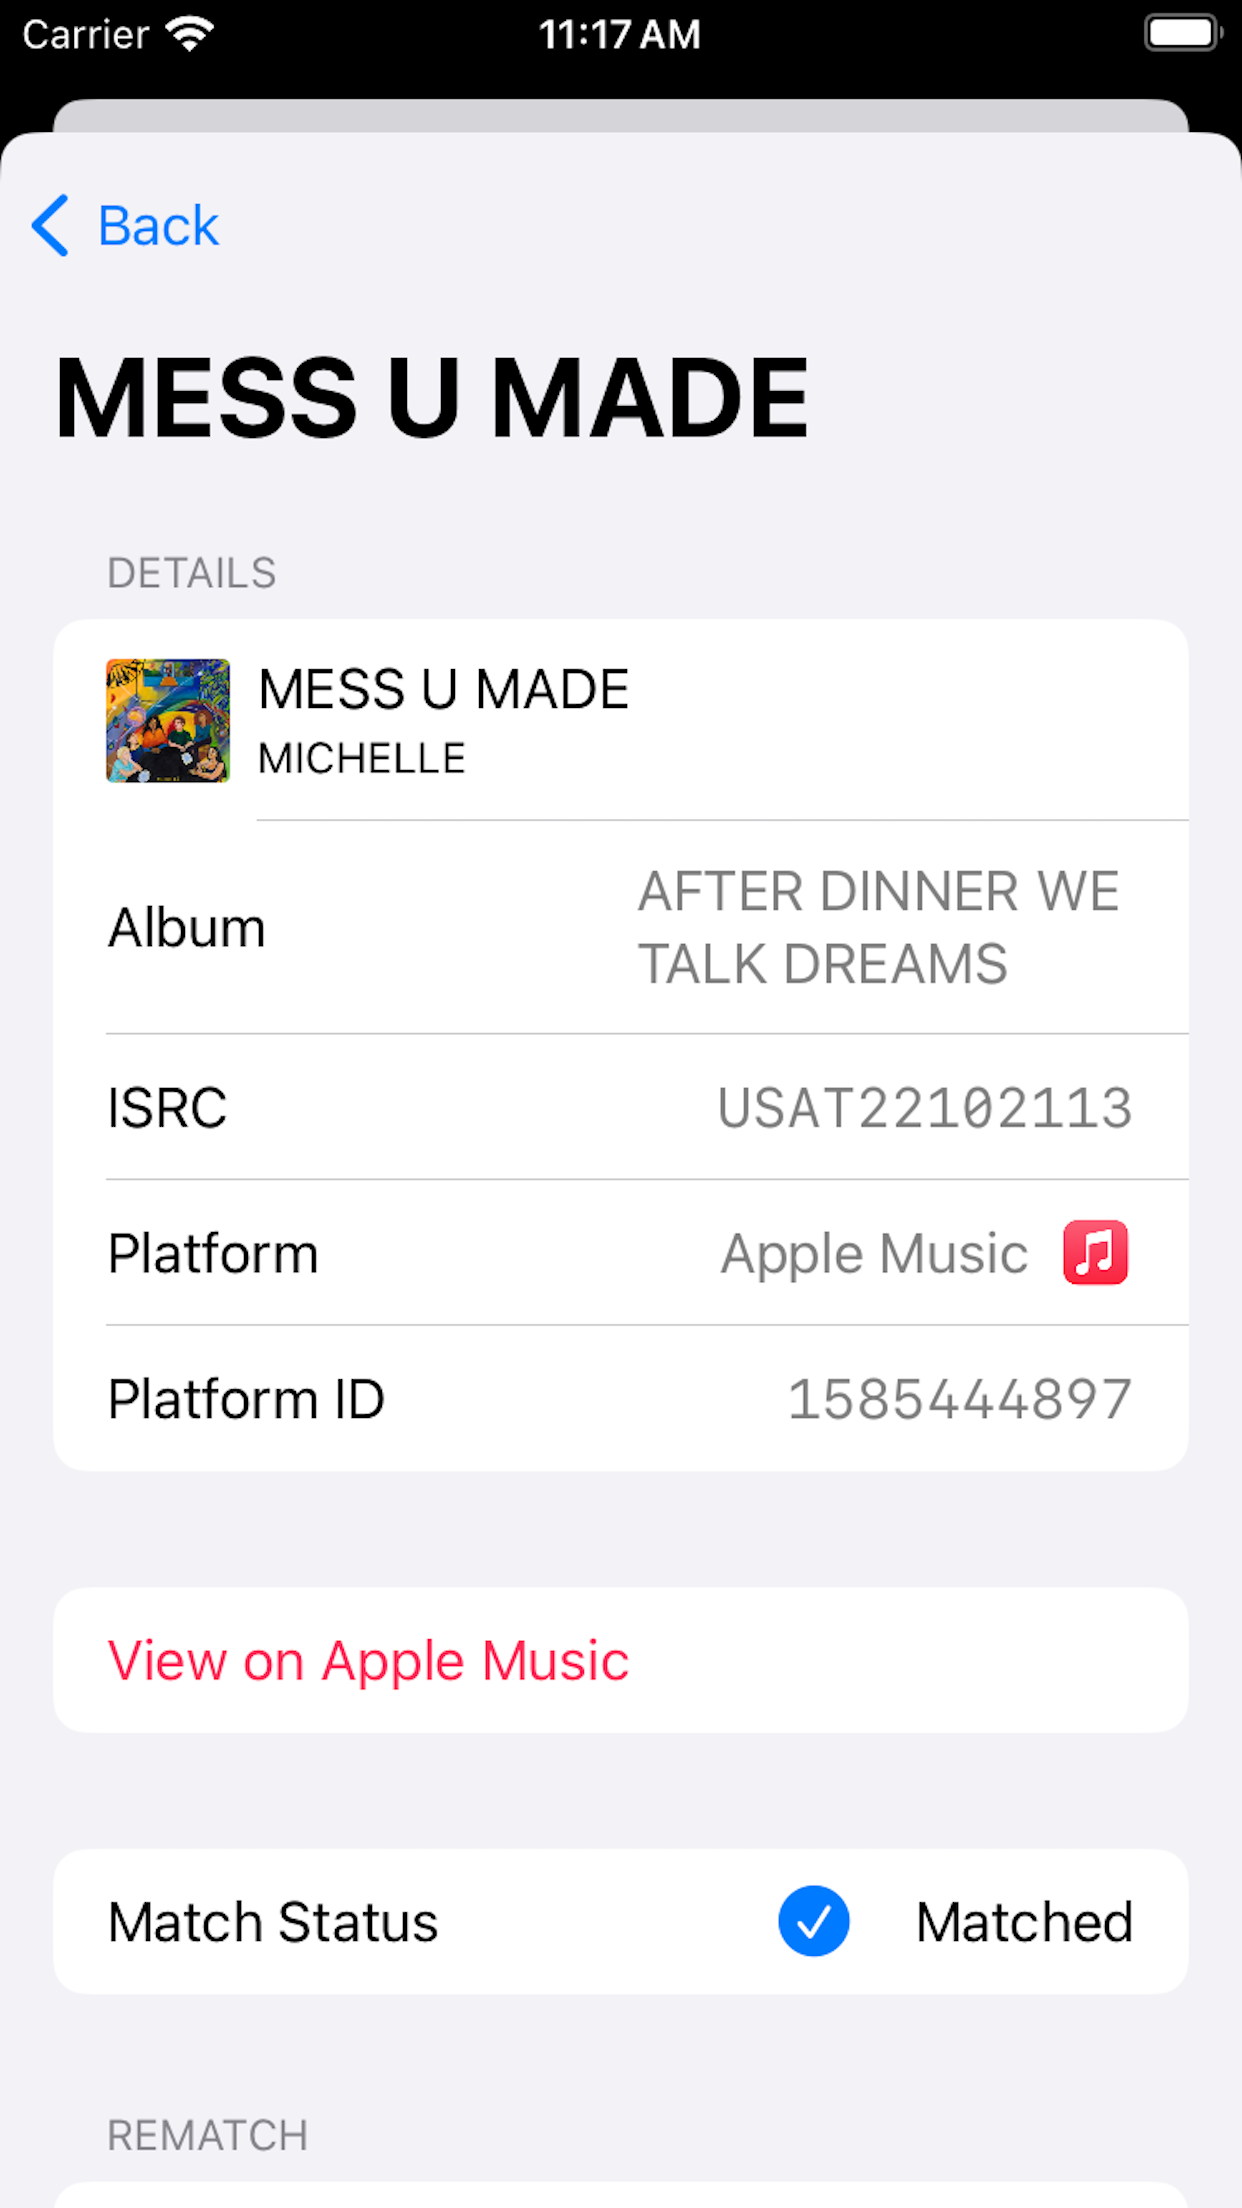 Carrier
11:17 AM
Back
MESS U MADE
DETAILS
MESS U MADE
MICHELLE
Album
AFTER DINNER WE
TALK DREAMS
ISRC
USAT22102113
Platform
Apple Music
Platform ID
1585444897
View on Apple Music
Match Status
Matched
REMATCH